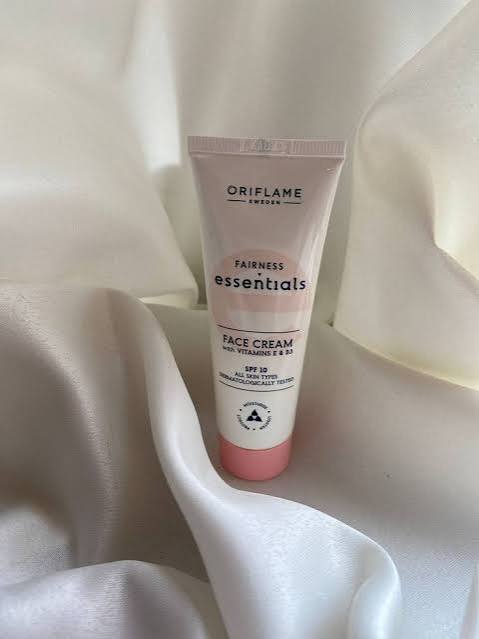 ORIFLAME
SWEDEN
FAIRNESS
essentials
FACE CREAM
with VITAMINS E & B3
SPF 10
ALL SKIN TYPES
DERMATOLOGICALLY TESTED